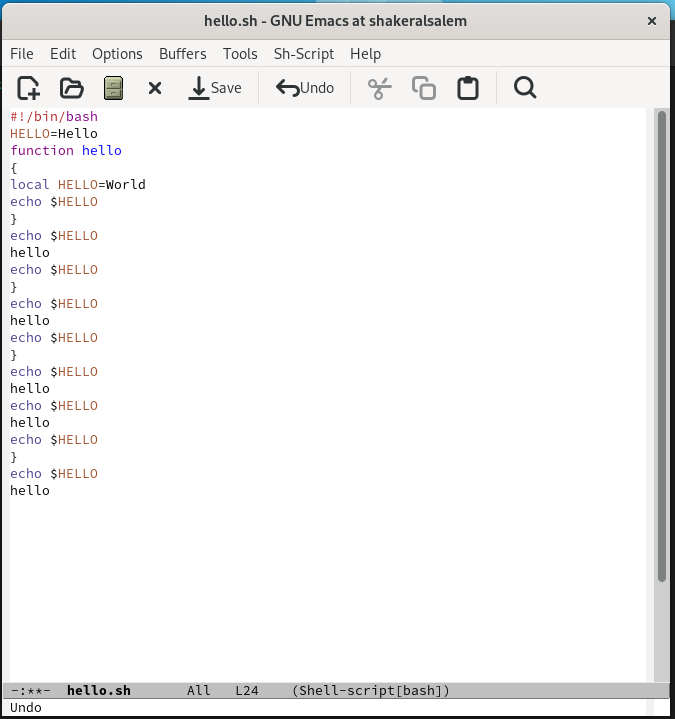 hello.sh - GNU Emacs at shakeralsalem
File Edit Options Buffers Tools Sh-Script Help
Save Undo
#!/bin/bash
HELLO=Hello
function hello
{
local HELLO=World
echo $HELLO
}
echo $HELLO
hello
echo $HELLO
}
echo $HELLO
hello
echo $HELLO
}
echo $HELLO
hello
echo $HELLO
hello
echo $HELLO
}
echo $HELLO
hello
-:**- hello.sh All L24 (Shell-script[bash])
Undo